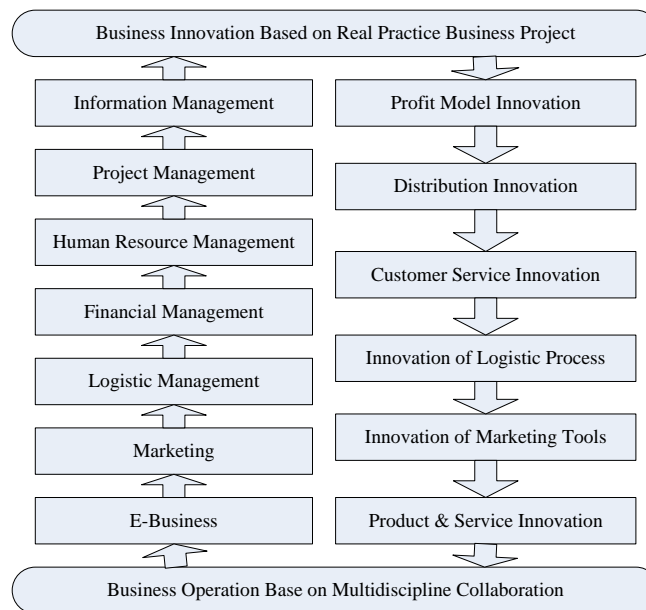 Business Innovation Based on Real Practice Business Project
Information Management
Project Management
Human Resource Management
Financial Management
Logistic Management
Marketing
E-Business
Profit Model Innovation
Distribution Innovation
Customer Service Innovation
Innovation of Logistic Process
Innovation of Marketing Tools
Product & Service Innovation
Business Operation Base on Multidiscipline Collaboration